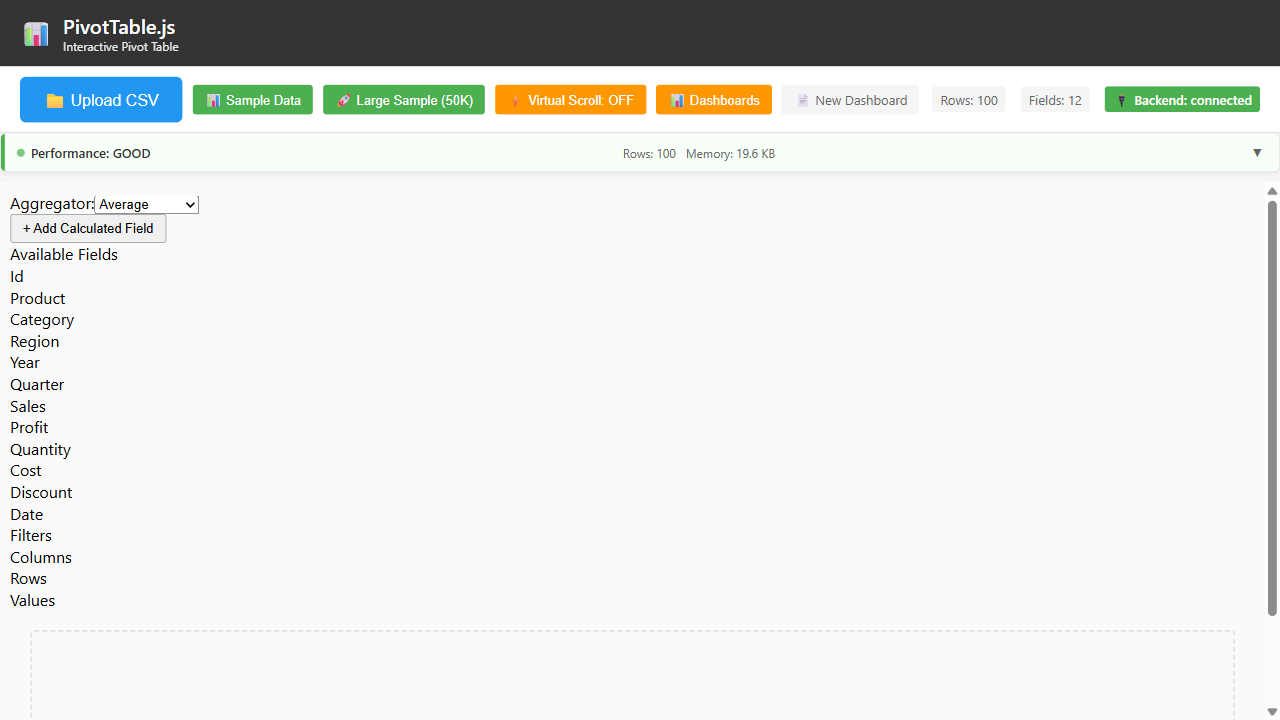 PivotTable.js
Interactive Pivot Table
Upload CSV
Sample Data
Large Sample (50K)
Virtual Scroll: OFF
Dashboards
New Dashboard
Rows: 100
Fields: 12
Backend: connected
Performance: GOOD
Rows: 100
Memory: 19.6 KB
Aggregator:
Average
+ Add Calculated Field
Available Fields
Id
Product
Category
Region
Year
Quarter
Sales
Profit
Quantity
Cost
Discount
Date
Filters
Columns
Rows
Values